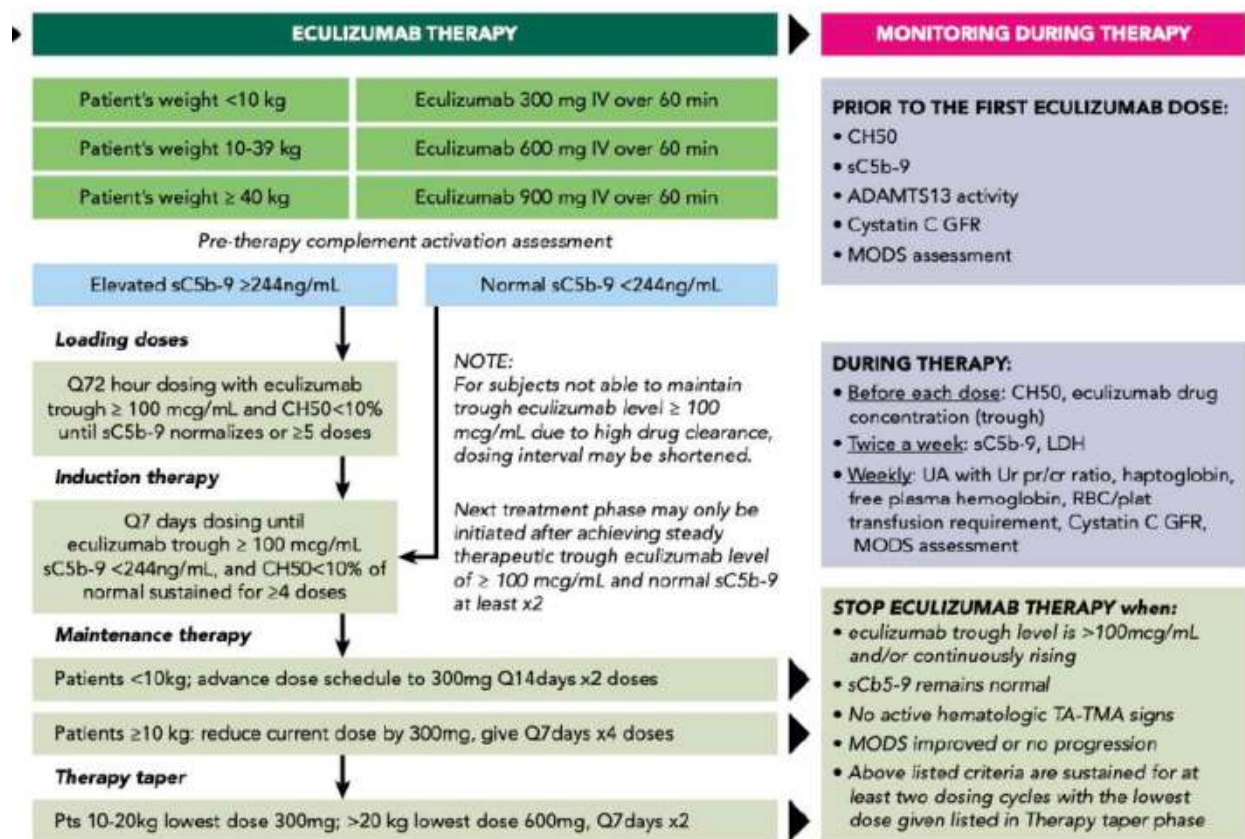 ECULIZUMAB THERAPY
Patient's weight <10 kg
Eculizumab 300 mg IV over 60 min
Patient's weight 10-39 kg
Eculizumab 600 mg IV over 60 min
Patient's weight ≥ 40 kg
Eculizumab 900 mg IV over 60 min
Pre-therapy complement activation assessment
Elevated sC5b-9 ≥244ng/mL
Normal sC5b-9 <244ng/mL
Loading doses
Q72 hour dosing with eculizumab
trough ≥ 100 mcg/mL and CH50<10%
until sC5b-9 normalizes or ≥5 doses
Induction therapy
Q7 days dosing until
eculizumab trough ≥ 100 mcg/mL
sC5b-9 <244ng/mL, and CH50<10% of
normal sustained for ≥4 doses
NOTE:
For subjects not able to maintain
trough eculizumab level ≥ 100
mcg/mL due to high drug clearance,
dosing interval may be shortened.
Next treatment phase may only be
initiated after achieving steady
therapeutic trough eculizumab level
of ≥ 100 mcg/mL and normal sC5b-9
at least x2
Maintenance therapy
Patients <10kg; advance dose schedule to 300mg Q14days x2 doses
Patients ≥10 kg: reduce current dose by 300mg, give Q7days x4 doses
Therapy taper
Pts 10-20kg lowest dose 300mg; >20 kg lowest dose 600mg, Q7days x2
MONITORING DURING THERAPY
PRIOR TO THE FIRST ECULIZUMAB DOSE:
• CH50
• sC5b-9
• ADAMTS13 activity
• Cystatin C GFR
• MODS assessment
DURING THERAPY:
• Before each dose: CH50, eculizumab drug
concentration (trough)
• Twice a week: sC5b-9, LDH
• Weekly: UA with Ur pr/cr ratio, haptoglobin,
free plasma hemoglobin, RBC/plat
transfusion requirement, Cystatin C GFR,
MODS assessment
STOP ECULIZUMAB THERAPY when:
• eculizumab trough level is >100mcg/mL
and/or continuously rising
• sCb5-9 remains normal
• No active hematologic TA-TMA signs
• MODS improved or no progression
• Above listed criteria are sustained for at
least two dosing cycles with the lowest
dose given listed in Therapy taper phase